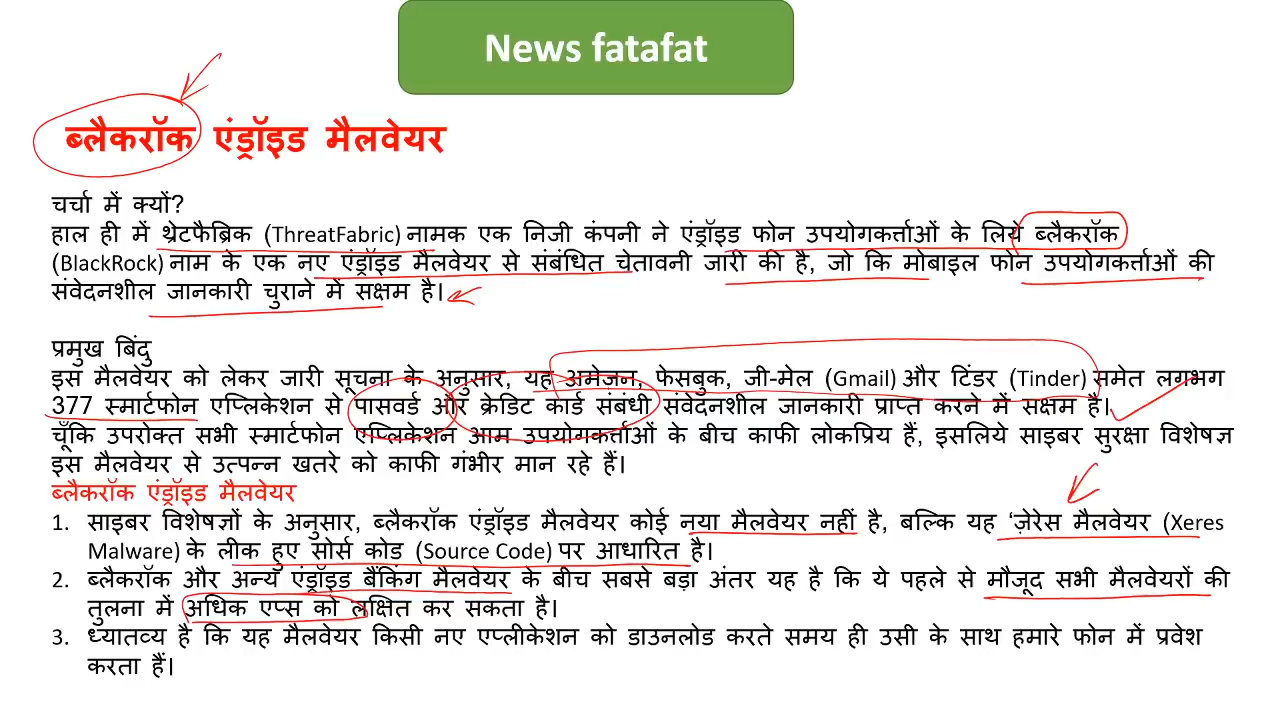 News fatafat
ब्लैकरॉक एंड्रॉइड मैलवेयर
चर्चा में क्यों?
हाल ही में थ्रेटफैब्रिक (ThreatFabric) नामक एक निजी कंपनी ने एंड्रॉइड फोन उपयोगकर्त्ताओं के लिये ब्लैकरॉक
(BlackRock) नाम के एक नए एंड्रॉइड मैलवेयर से संबंधित चेतावनी जारी की है, जो कि मोबाइल फोन उपयोगकर्त्ताओं की
संवेदनशील जानकारी चुराने में सक्षम है।
प्रमुख बिंदु
इस मैलवेयर को लेकर जारी सूचना के अनुसार, यह अमेज़न, फेसबुक, जी-मेल (Gmail) और टिंडर (Tinder) समेत लगभग
377 स्मार्टफोन एप्लिकेशन से पासवर्ड और क्रेडिट कार्ड संबंधी संवेदनशील जानकारी प्राप्त करने में सक्षम है।
चूँकि उपरोक्त सभी स्मार्टफोन एप्लिकेशन आम उपयोगकर्त्ताओं के बीच काफी लोकप्रिय हैं, इसलिये साइबर सुरक्षा विशेषज्ञ
इस मैलवेयर से उत्पन्न खतरे को काफी गंभीर मान रहे हैं।
ब्लैकरॉक एंड्रॉइड मैलवेयर
1. साइबर विशेषज्ञों के अनुसार, ब्लैकरॉक एंड्रॉइड मैलवेयर कोई नया मैलवेयर नहीं है, बल्कि यह ‘ज़ेरेस मैलवेयर (Xeres
Malware) के लीक हुए सोर्स कोड (Source Code) पर आधारित है।
2. ब्लैकरॉक और अन्य एंड्रॉइड बैंकिंग मैलवेयर के बीच सबसे बड़ा अंतर यह है कि ये पहले से मौजूद सभी मैलवेयरों की
तुलना में अधिक एप्स को लक्षित कर सकता है।
3. ध्यातव्य है कि यह मैलवेयर किसी नए एप्लीकेशन को डाउनलोड करते समय ही उसी के साथ हमारे फोन में प्रवेश
करता हैं।